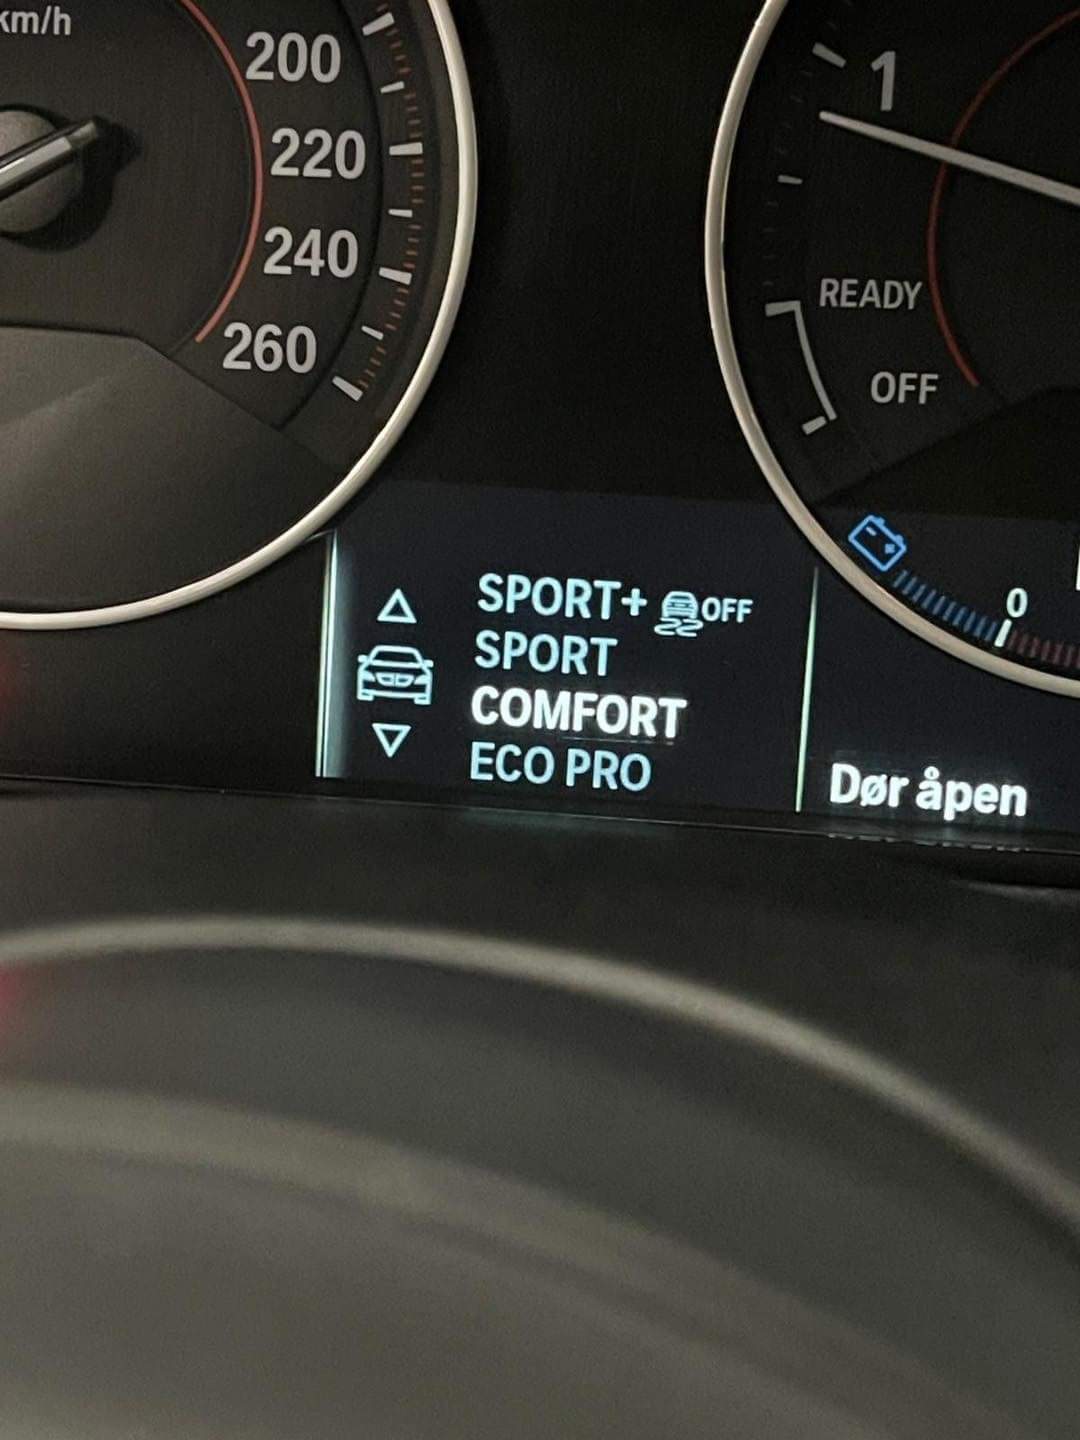 km/h
200
220
240
260
1
READY
OFF
0
SPORT+ OFF
SPORT
COMFORT
ECO PRO
Dør åpen